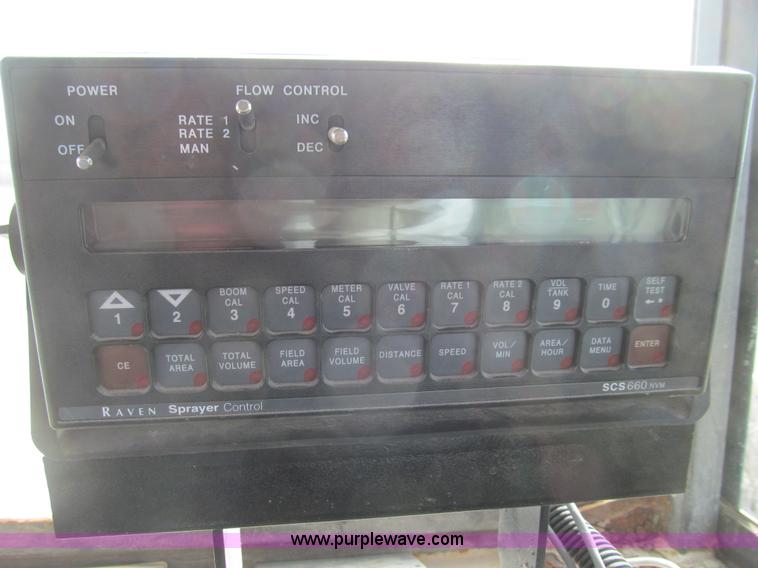 POWER
FLOW CONTROL
ON
OFF
RATE 1
RATE 2
MAN
INC
DEC
1
2
BOOM CAL 3
SPEED CAL 4
METER CAL 5
VALVE CAL 6
RATE 1 CAL 7
RATE 2 CAL 8
VOL TANK 9
TIME 0
SELF TEST
CE
TOTAL AREA
TOTAL VOLUME
FIELD AREA
FIELD VOLUME
DISTANCE
SPEED
VOL/ MIN
AREA/ HOUR
DATA MENU
ENTER
RAVEN Sprayer Control
SCS660 NVM
www.purplewave.com